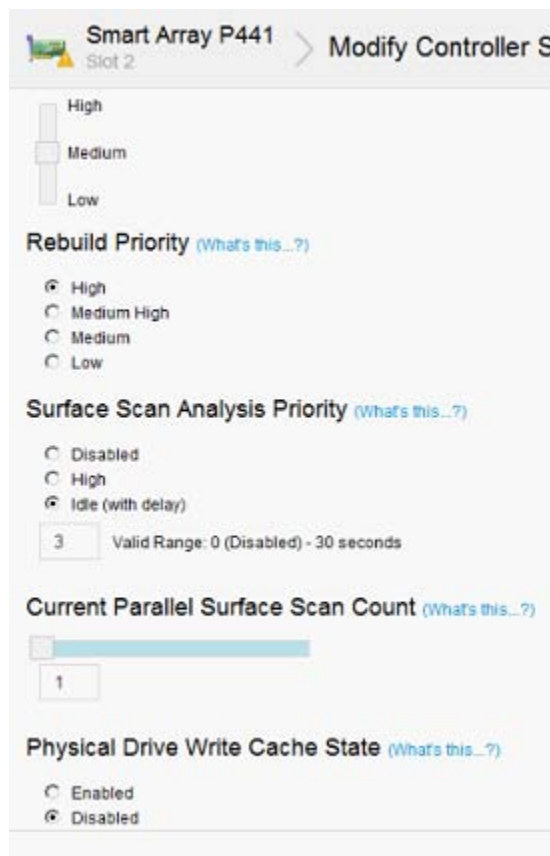 Smart Array P441
Slot 2
Modify Controller S
High
Medium
Low
Rebuild Priority (What's this...?)
High
Medium High
Medium
Low
Surface Scan Analysis Priority (What's this...?)
Disabled
High
Idle (with delay)
3 Valid Range: 0 (Disabled) - 30 seconds
Current Parallel Surface Scan Count (What's this...?)
1
Physical Drive Write Cache State (What's this...?)
Enabled
Disabled